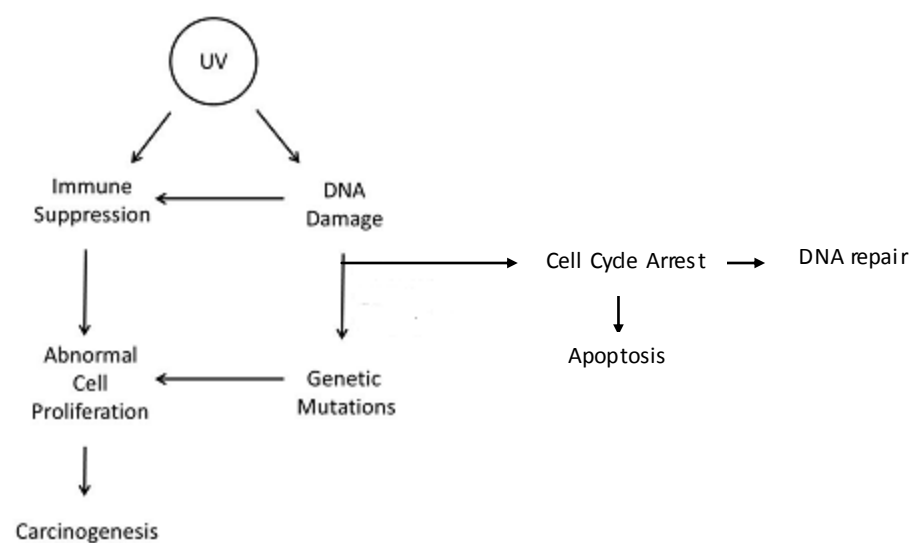 UV
Immune
Suppression
DNA
Damage
Cell Cycle Arrest
DNA repair
Apoptosis
Abnormal
Cell
Proliferation
Genetic
Mutations
Carcinogenesis